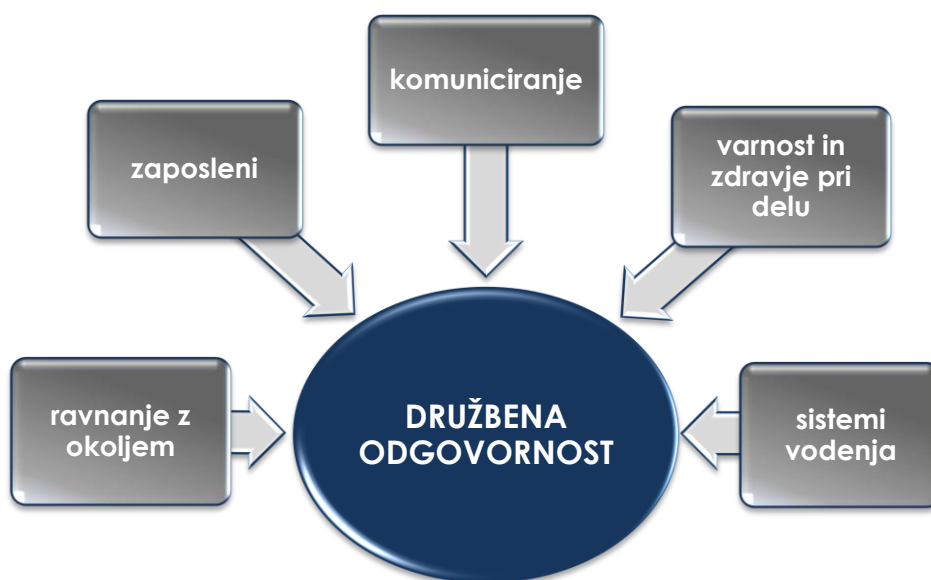 komuniciranje
zaposleni
varnost in
zdravje pri
delu
ravnanje z
okoljem
DRUŽBENA
ODGOVORNOST
sistemi
vodenja